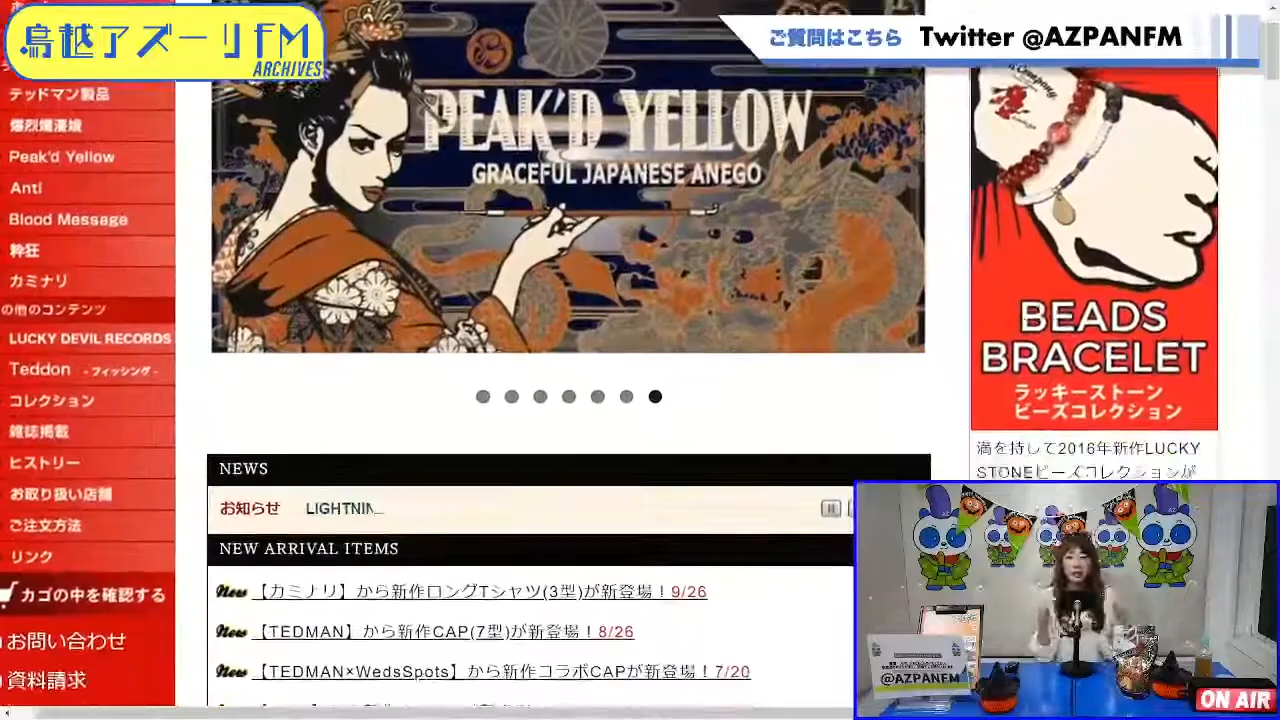 鳥越アズーリFM
ARCHIVES
ご質問はこちら Twitter @AZPANFM
テッドマン製品
爆烈爛漫娘
Peak'd Yellow
Anti
Blood Message
粋狂
カミナリ
の他のコンテンツ
LUCKY DEVIL RECORDS
Teddon -フィッシング-
コレクション
雑誌掲載
ヒストリー
お取り扱い店舗
ご注文方法
リンク
カゴの中を確認する
お問い合わせ
資料請求
PEAK'D YELLOW
GRACEFUL JAPANESE ANEGO
NEWS
お知らせ LIGHTNIN_
NEW ARRIVAL ITEMS
New 【カミナリ】から新作ロングTシャツ(3型)が新登場！9/26
New 【TEDMAN】から新作CAP(7型)が新登場！8/26
New 【TEDMAN×WedsSpots】から新作コラボCAPが新登場！7/20
Company
BEADS
BRACELET
ラッキーストーン
ビーズコレクション
満を持して2016年新作LUCKY
STONEビーズコレクションが
@AZPANFM
ON AIR